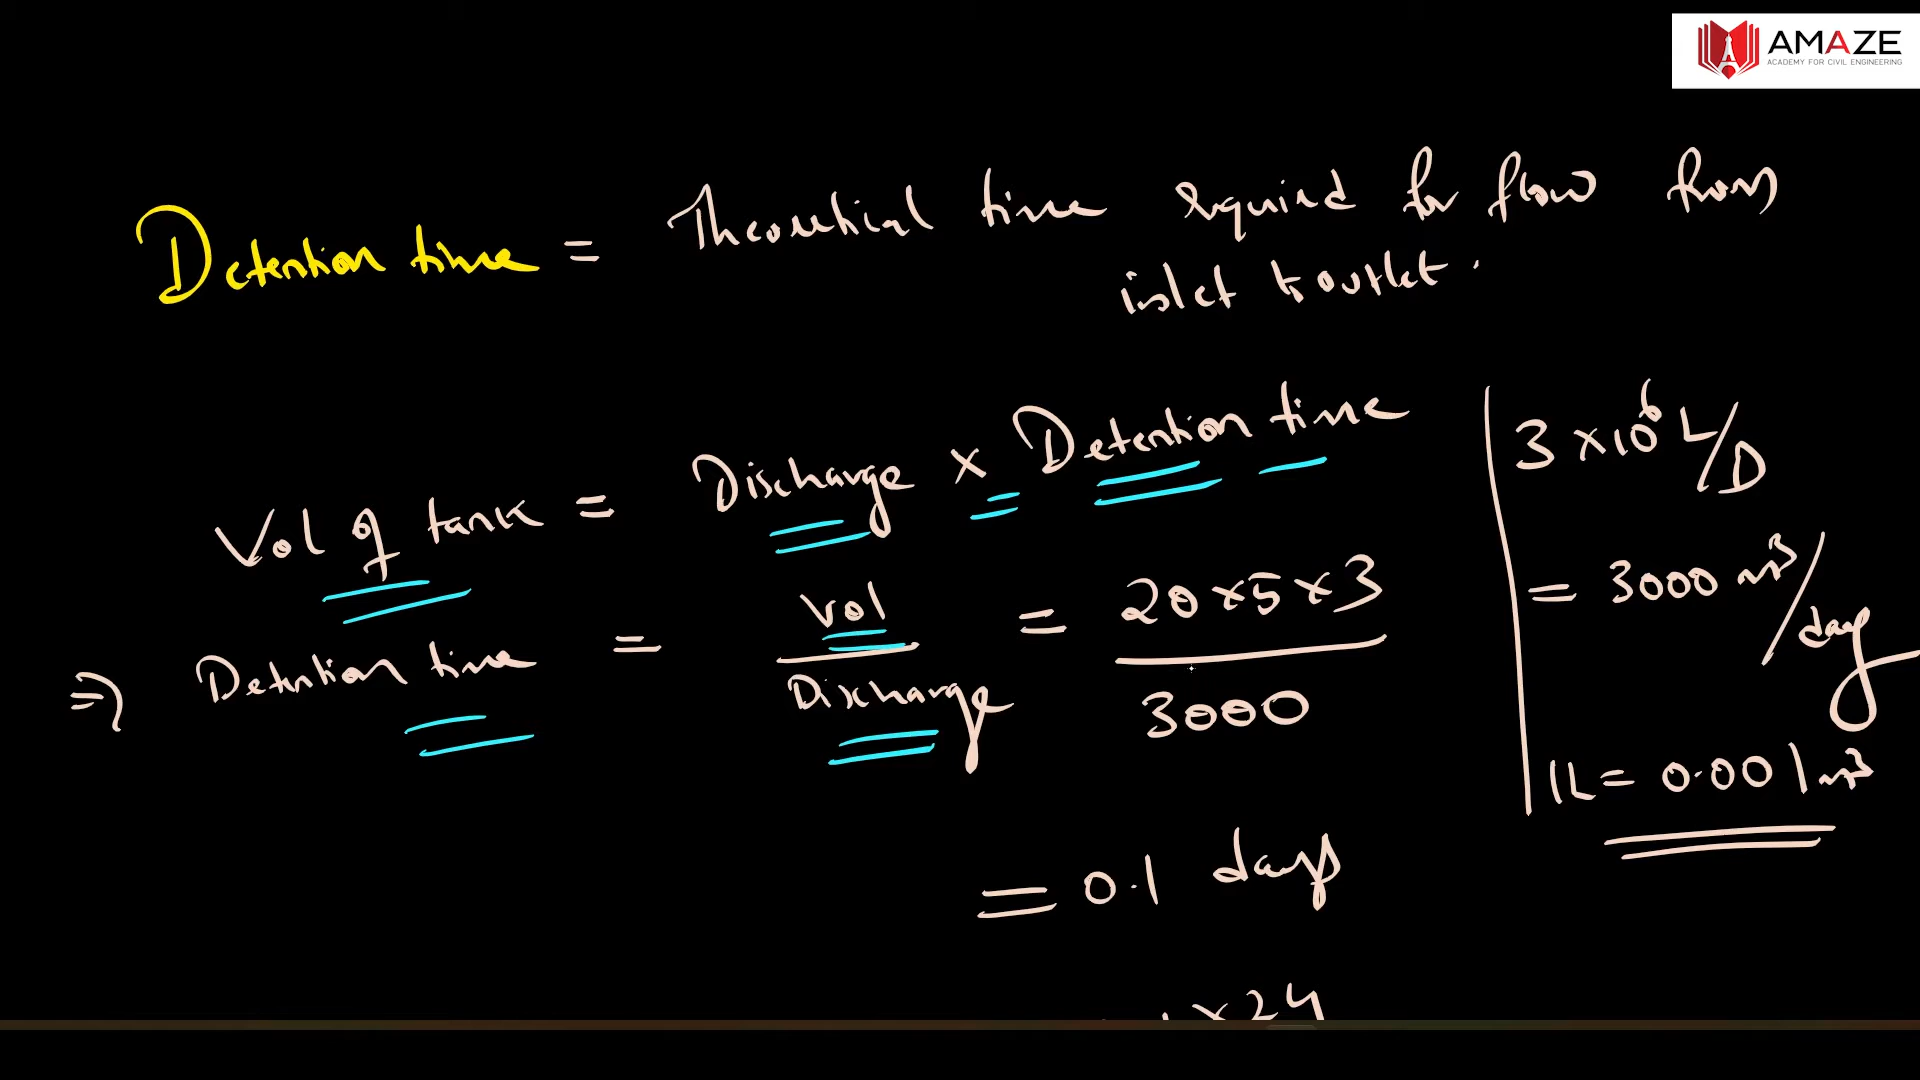 AMAZE
ACADEMY FOR CIVIL ENGINEERING
Detention time = Theoretical time required for flow from
inlet to outlet.
Vol of tank = Discharge × Detention time
⇒ Detention time = Vol / Discharge = 20×5×3 / 3000
= 0.1 days
×24
3×10⁶ L/D
= 3000 m³/day
1L = 0.001 m³